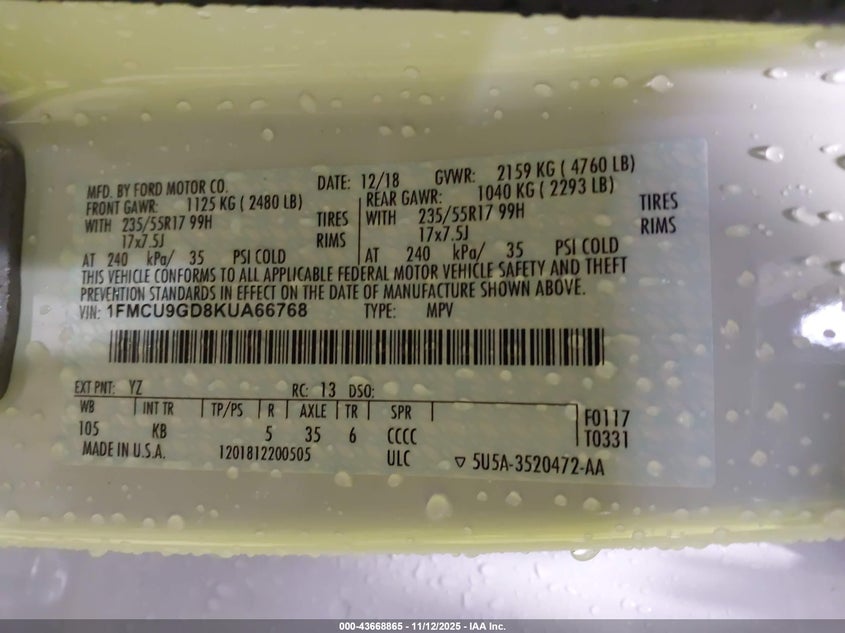 MFD. BY FORD MOTOR CO. DATE: 12/18 GVWR: 2159 KG ( 4760 LB)
FRONT GAWR: 1125 KG ( 2480 LB) REAR GAWR: 1040 KG ( 2293 LB)
WITH 235/55R17 99H TIRES WITH 235/55R17 99H TIRES
17x7.5J RIMS 17x7.5J RIMS
AT 240 kPa/ 35 PSI COLD AT 240 kPa/ 35 PSI COLD
THIS VEHICLE CONFORMS TO ALL APPLICABLE FEDERAL MOTOR VEHICLE SAFETY AND THEFT
PREVENTION STANDARDS IN EFFECT ON THE DATE OF MANUFACTURE SHOWN ABOVE.
VIN: 1FMCU9GD8KUA66768 TYPE: MPV
EXT PNT: YZ RC: 13 DSO:
WB INT TR TP/PS R AXLE TR SPR F0117
105 KB 5 35 6 CCCC T0331
MADE IN U.S.A. 1201812200505 ULC ▽ 5U5A-3520472-AA
000-43668865 - 11/12/2025 - IAA Inc.